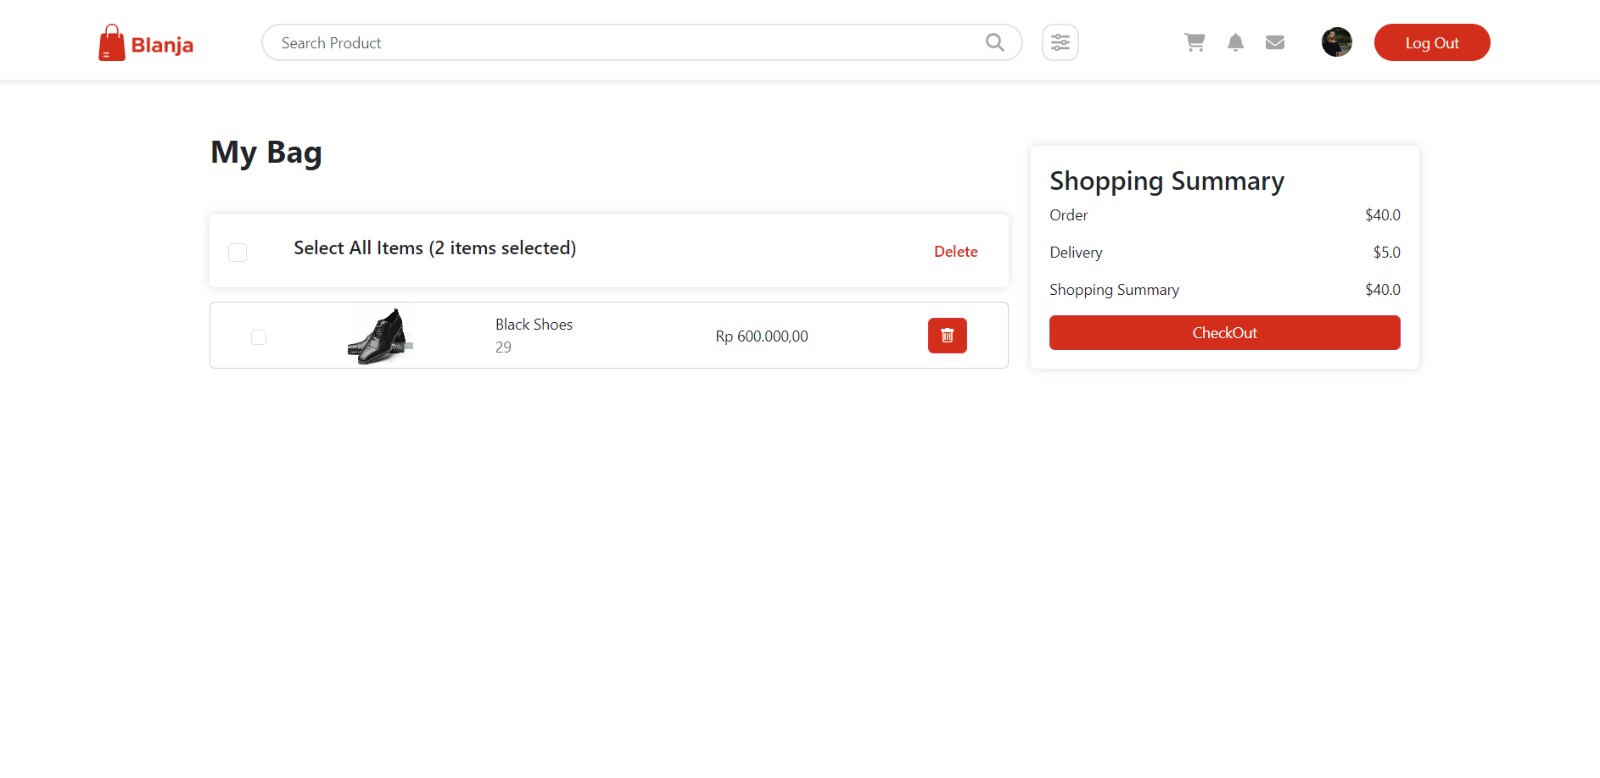 Blanja
Search Product
Log Out
My Bag
Select All Items (2 items selected)
Delete
Black Shoes
29
Rp 600.000,00
Shopping Summary
Order $40.0
Delivery $5.0
Shopping Summary $40.0
CheckOut